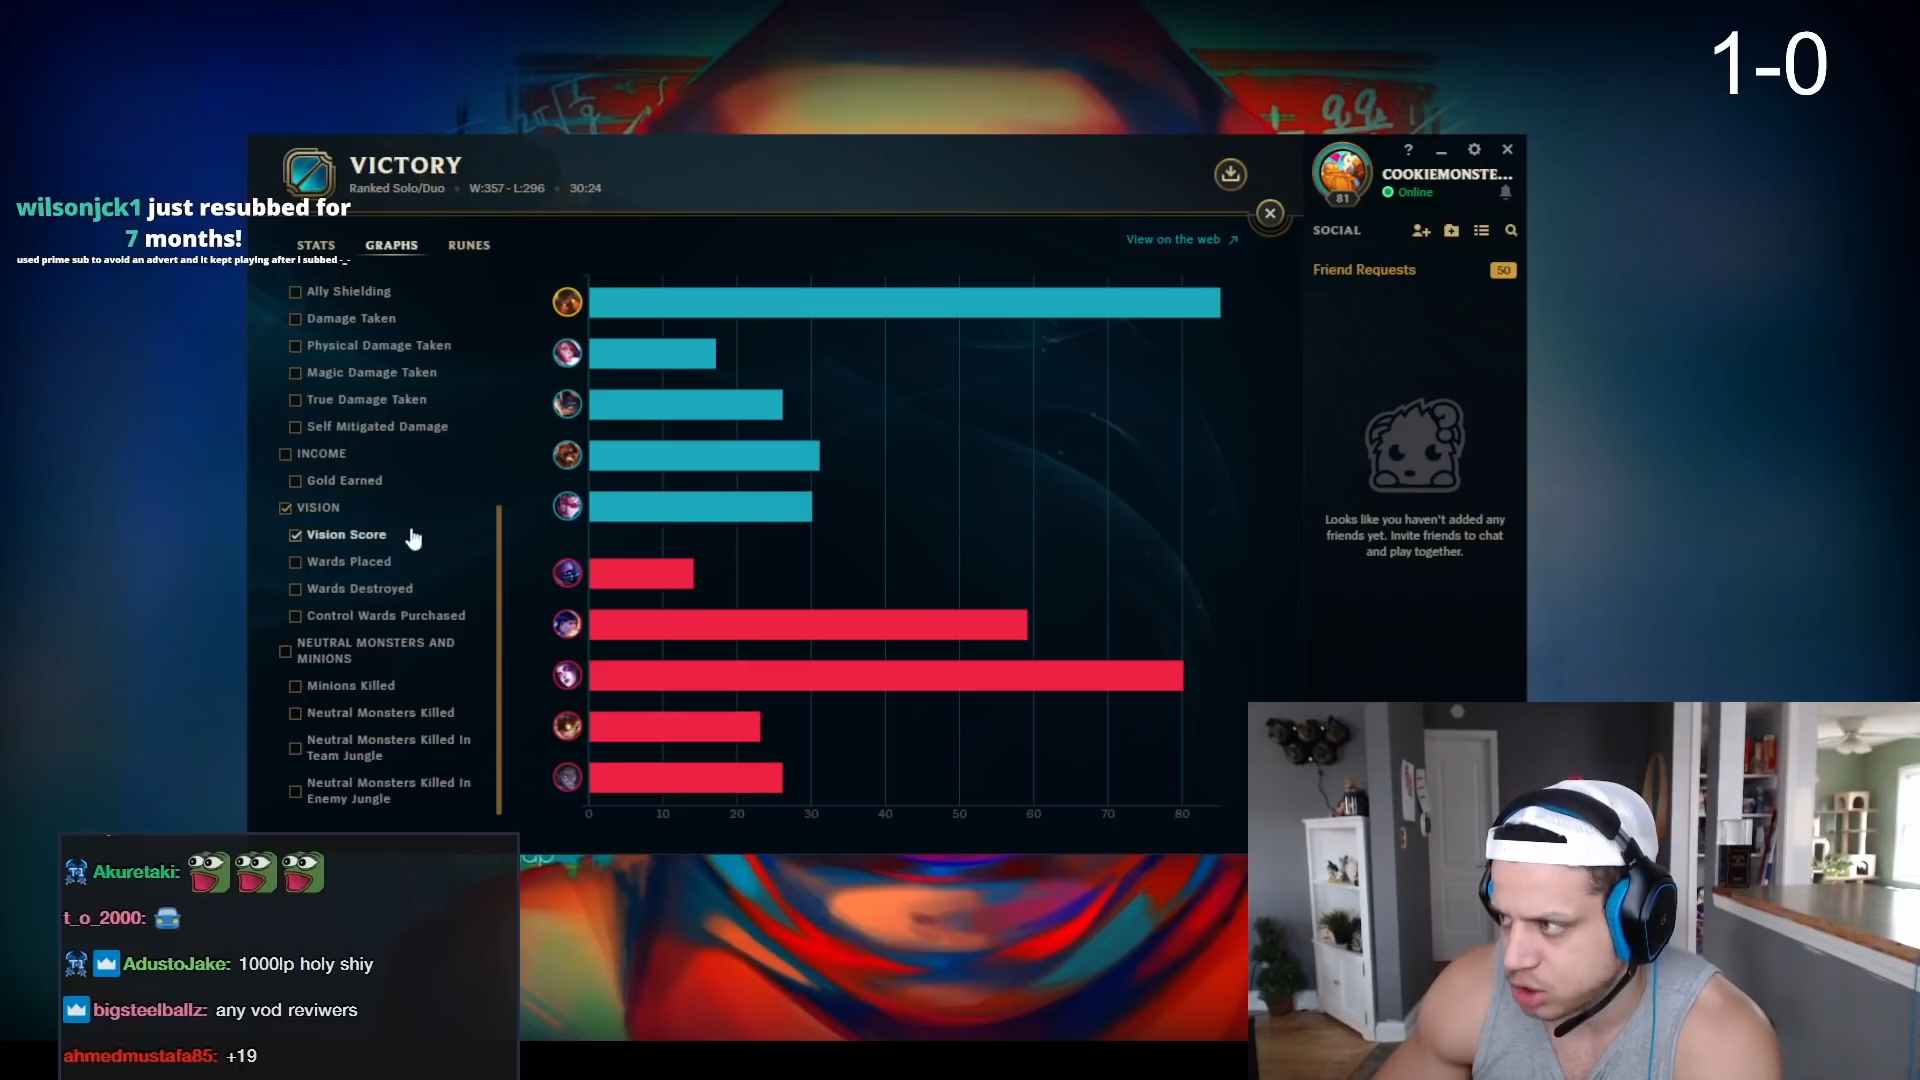 1-0
VICTORY
Ranked Solo/Duo • W:357 - L:296 • 30:24
? 
COOKIEMONSTE...
81
Online
wilsonjck1 just resubbed for
7 months!
used prime sub to avoid an advert and it kept playing after I subbed -_-
STATS GRAPHS RUNES
View on the web
SOCIAL
Friend Requests 50
Ally Shielding
Damage Taken
Physical Damage Taken
Magic Damage Taken
True Damage Taken
Self Mitigated Damage
INCOME
Gold Earned
VISION
Vision Score
Wards Placed
Wards Destroyed
Control Wards Purchased
NEUTRAL MONSTERS AND
MINIONS
Minions Killed
Neutral Monsters Killed
Neutral Monsters Killed In
Team Jungle
Neutral Monsters Killed In
Enemy Jungle
0 10 20 30 40 50 60 70 80
Looks like you haven't added any
friends yet. Invite friends to chat
and play together.
Akuretaki:
t_o_2000:
AdustoJake: 1000lp holy shiy
bigsteelballz: any vod reviwers
ahmedmustafa85: +19